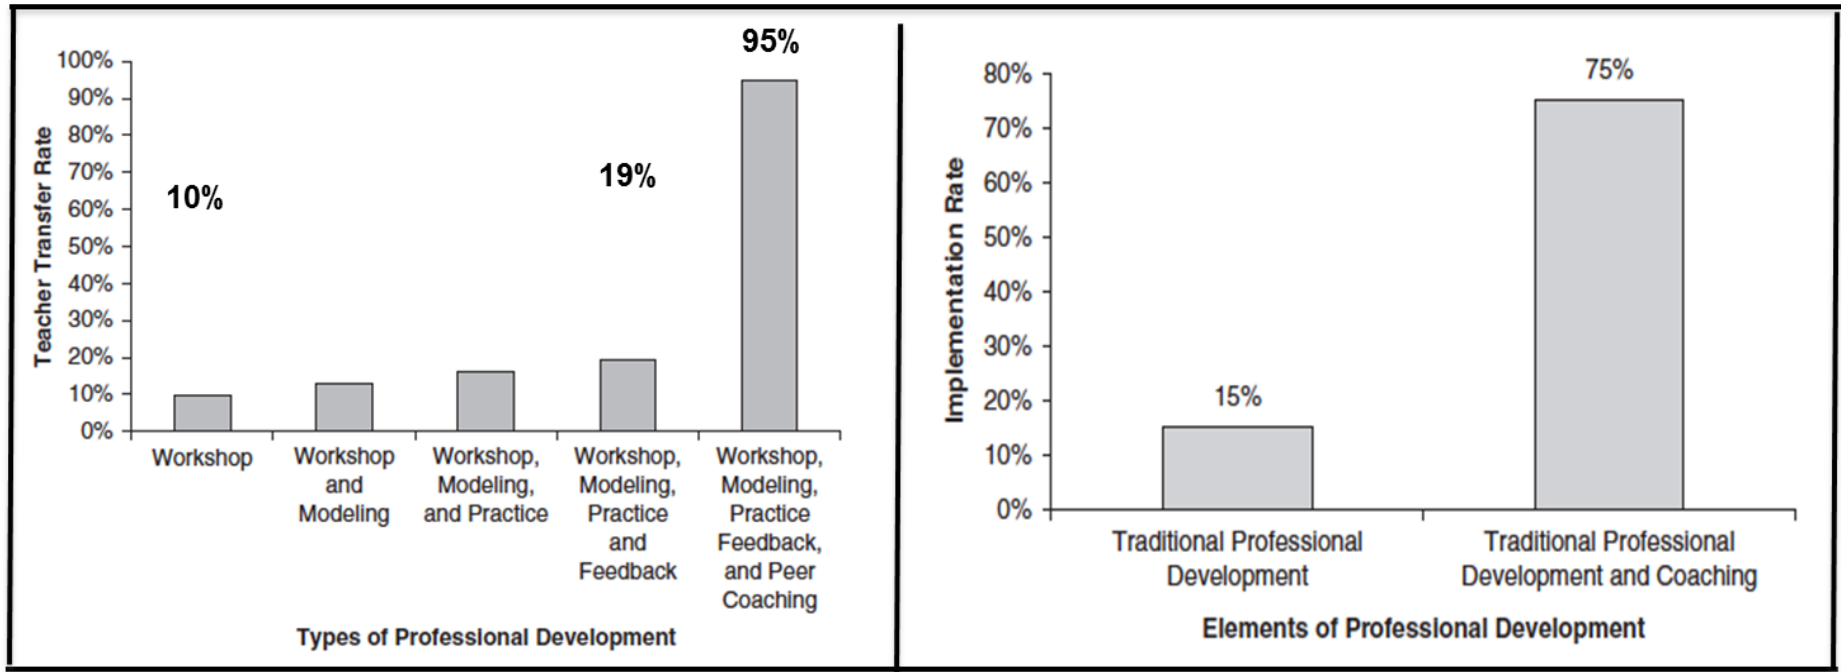 95%
100%
90%
80%
70%
60%
50%
40%
30%
20%
10%
0%
Teacher Transfer Rate
10%
19%
Workshop
Workshop
and
Modeling
Workshop,
Modeling,
and Practice
Workshop,
Modeling,
Practice
and
Feedback
Workshop,
Modeling,
Practice
Feedback,
and Peer
Coaching
Types of Professional Development
80%
70%
60%
50%
40%
30%
20%
10%
0%
Implementation Rate
15%
75%
Traditional Professional
Development
Traditional Professional
Development and Coaching
Elements of Professional Development